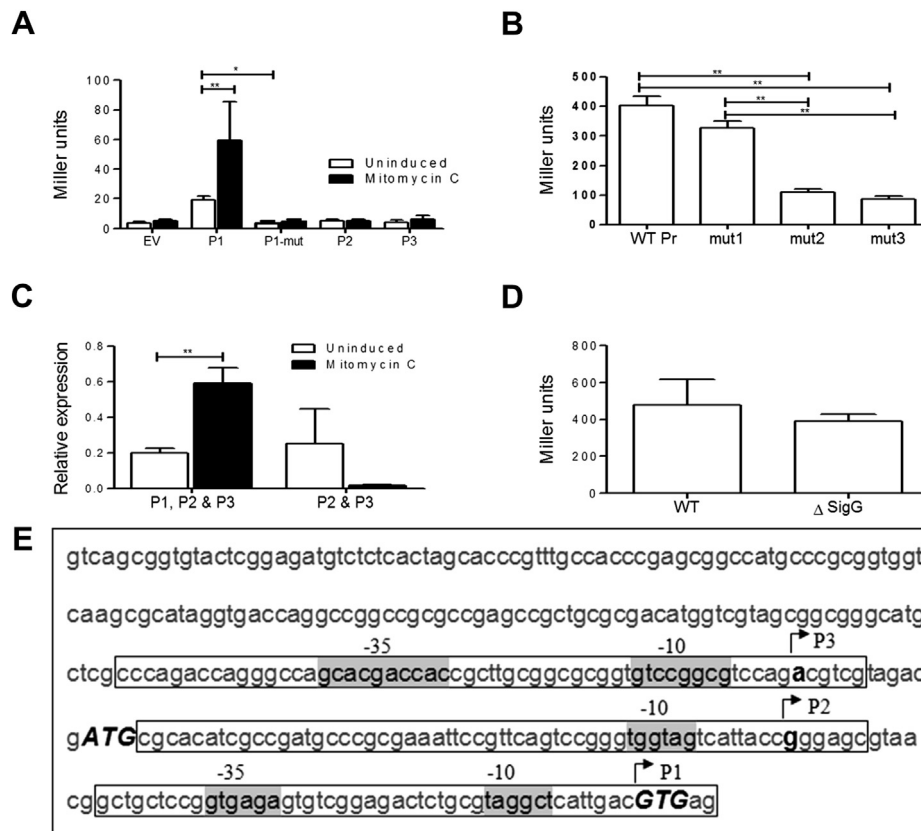 A
Miller units
100
80
60
40
20
0
*
**
Uninduced
Mitomycin C
EV P1 P1-mut P2 P3
B
Miller units
500
400
300
200
100
0
**
**
**
**
WT Pr mut1 mut2 mut3
C
Relative expression
0.8
0.6
0.4
0.2
0.0
**
Uninduced
Mitomycin C
P1, P2 & P3 P2 & P3
D
Miller units
800
600
400
200
0
WT Δ SigG
E
gtcagcggtgtactcggagatgtctctcactagcacccgtttgccacccgagcggccatgcccgcggtggt
caagcgcataggtgaccaggccggccgcgccgagccgctgcgcgacatggtcgtagcggcgggcatg
-35 -10 P3
ctcgcccagaccagggccagcacgaccaccgcttgcggcgcggtgtccggcgtccagacgtcgtagac
-10 P2
gATGcgcacatcgccgatgcccgcgaaattccgttcagtccgggtggtagtcattaccgggagcgtaa
-35 -10 P1
cggctgctccggtgagagtgtcggagactctgcgtaggctcattgacGTGag